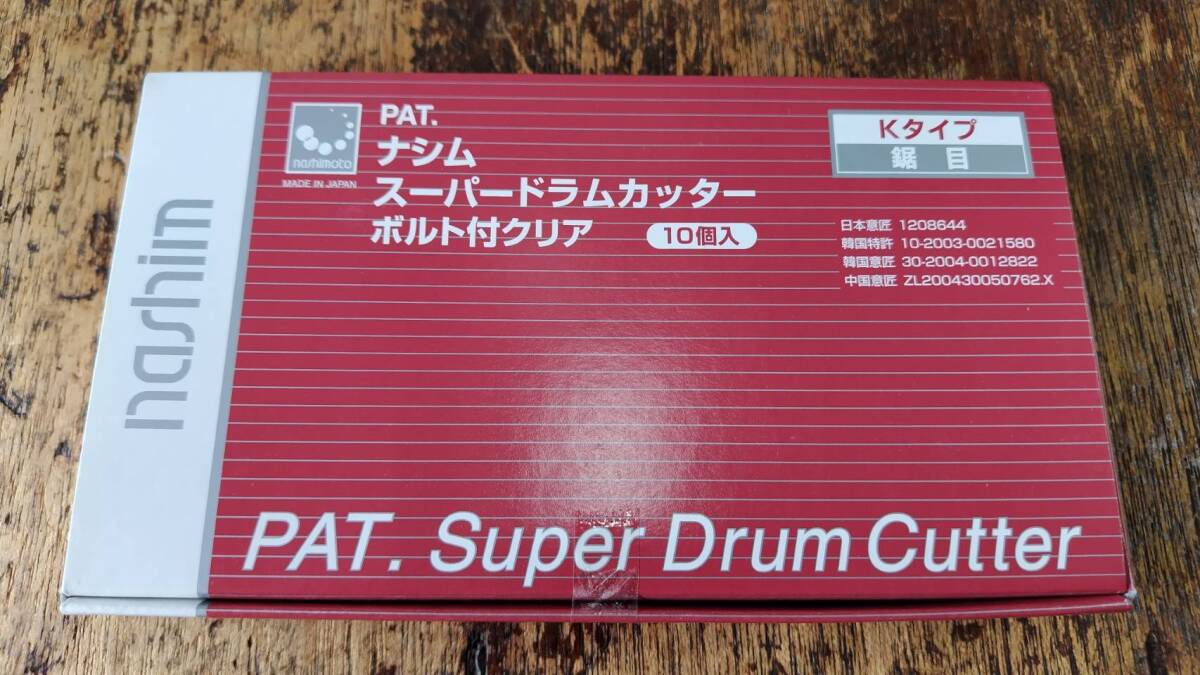 nashim
nashimoto
MADE IN JAPAN
PAT.
ナシム
スーパードラムカッター
ボルト付クリア 10個入
Kタイプ
鋸目
日本意匠 1208644
韓国特許 10-2003-0021580
韓国意匠 30-2004-0012822
中国意匠 ZL200430050762.X
PAT. Super Drum Cutter